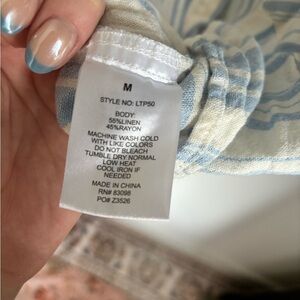 M
STYLE NO: LTP50
BODY:
55%LINEN
45%RAYON
MACHINE WASH COLD
WITH LIKE COLORS
DO NOT BLEACH
TUMBLE DRY NORMAL
LOW HEAT
COOL IRON IF
NEEDED
MADE IN CHINA
RN# 83098
PO# Z3526